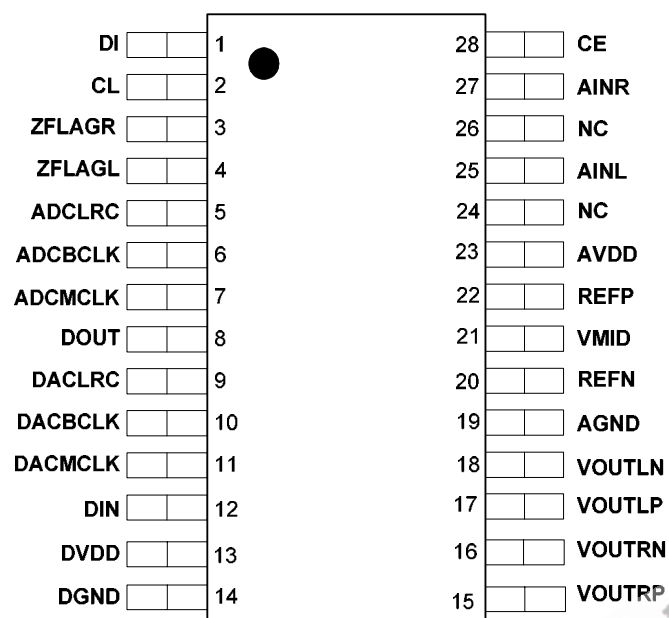 DI 1 28 CE
CL 2 27 AINR
ZFLAGR 3 26 NC
ZFLAGL 4 25 AINL
ADCLRC 5 24 NC
ADCBCLK 6 23 AVDD
ADCMCLK 7 22 REFP
DOUT 8 21 VMID
DACLRC 9 20 REFN
DACBCLK 10 19 AGND
DACMCLK 11 18 VOUTLN
DIN 12 17 VOUTLP
DVDD 13 16 VOUTRN
DGND 14 15 VOUTRP